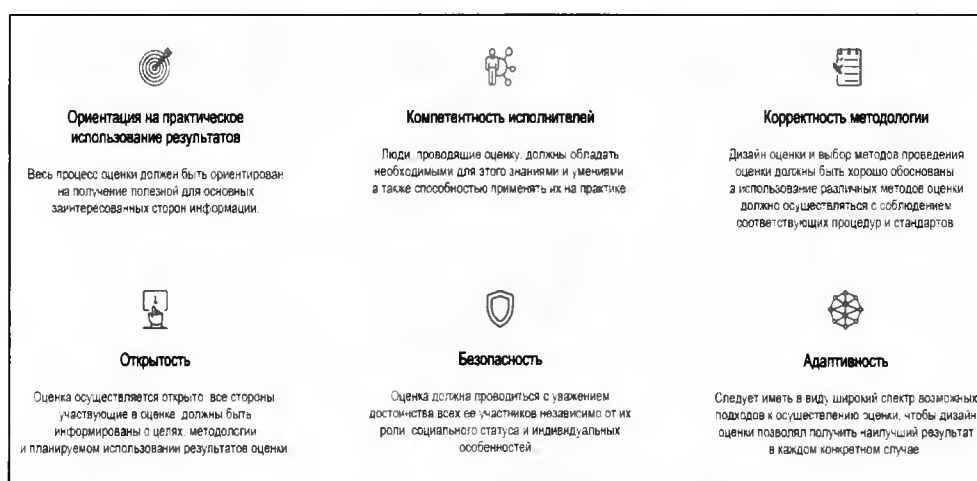 Ориентация на практическое
использование результатов
Весь процесс оценки должен быть ориентирован
на получение полезной для основных
заинтересованных сторон информации.
Компетентность исполнителей
Люди, проводящие оценку, должны обладать
необходимыми для этого знаниями и умениями
а также способностью применять их на практике
Корректность методологии
Дизайн оценки и выбор методов проведения
оценки должны быть хорошо обоснованы
а использование различных методов оценки
должно осуществляться с соблюдением
соответствующих процедур и стандартов
Открытость
Оценка осуществляется открыто все стороны
участвующие в оценке, должны быть
информированы о целях, методологии
и планируемом использовании результатов оценки
Безопасность
Оценка должна проводиться с уважением
достоинства всех ее участников независимо от их
роли, социального статуса и индивидуальных
особенностей
Адаптивность
Следует иметь в виду широкий спектр возможных
подходов к осуществлению оценки, чтобы дизайн
оценки позволял получить наилучший результат
в каждом конкретном случае